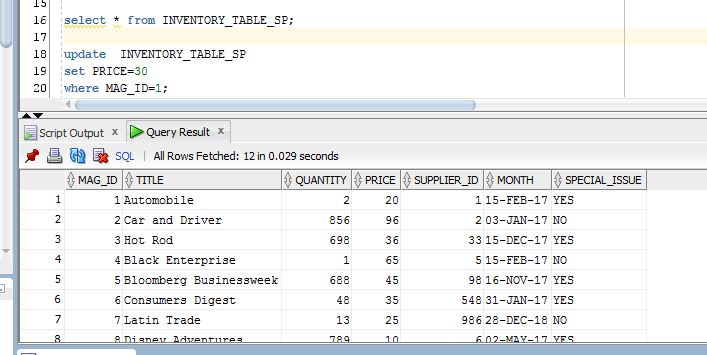 15
16 select * from INVENTORY_TABLE_SP;
17
18 update INVENTORY_TABLE_SP
19 set PRICE=30
20 where MAG_ID=1;
Script Output x Query Result x
SQL | All Rows Fetched: 12 in 0.029 seconds
MAG_ID TITLE QUANTITY PRICE SUPPLIER_ID MONTH SPECIAL_ISSUE
1 1 Automobile 2 20 1 15-FEB-17 YES
2 2 Car and Driver 856 96 2 03-JAN-17 NO
3 3 Hot Rod 698 36 33 15-DEC-17 YES
4 4 Black Enterprise 1 65 5 15-FEB-17 NO
5 5 Bloomberg Businessweek 688 45 98 16-NOV-17 YES
6 6 Consumers Digest 48 35 548 31-JAN-17 YES
7 7 Latin Trade 13 25 986 28-DEC-18 NO
8 8 Disney Adventures 789 10 6 02-MAY-17 YES